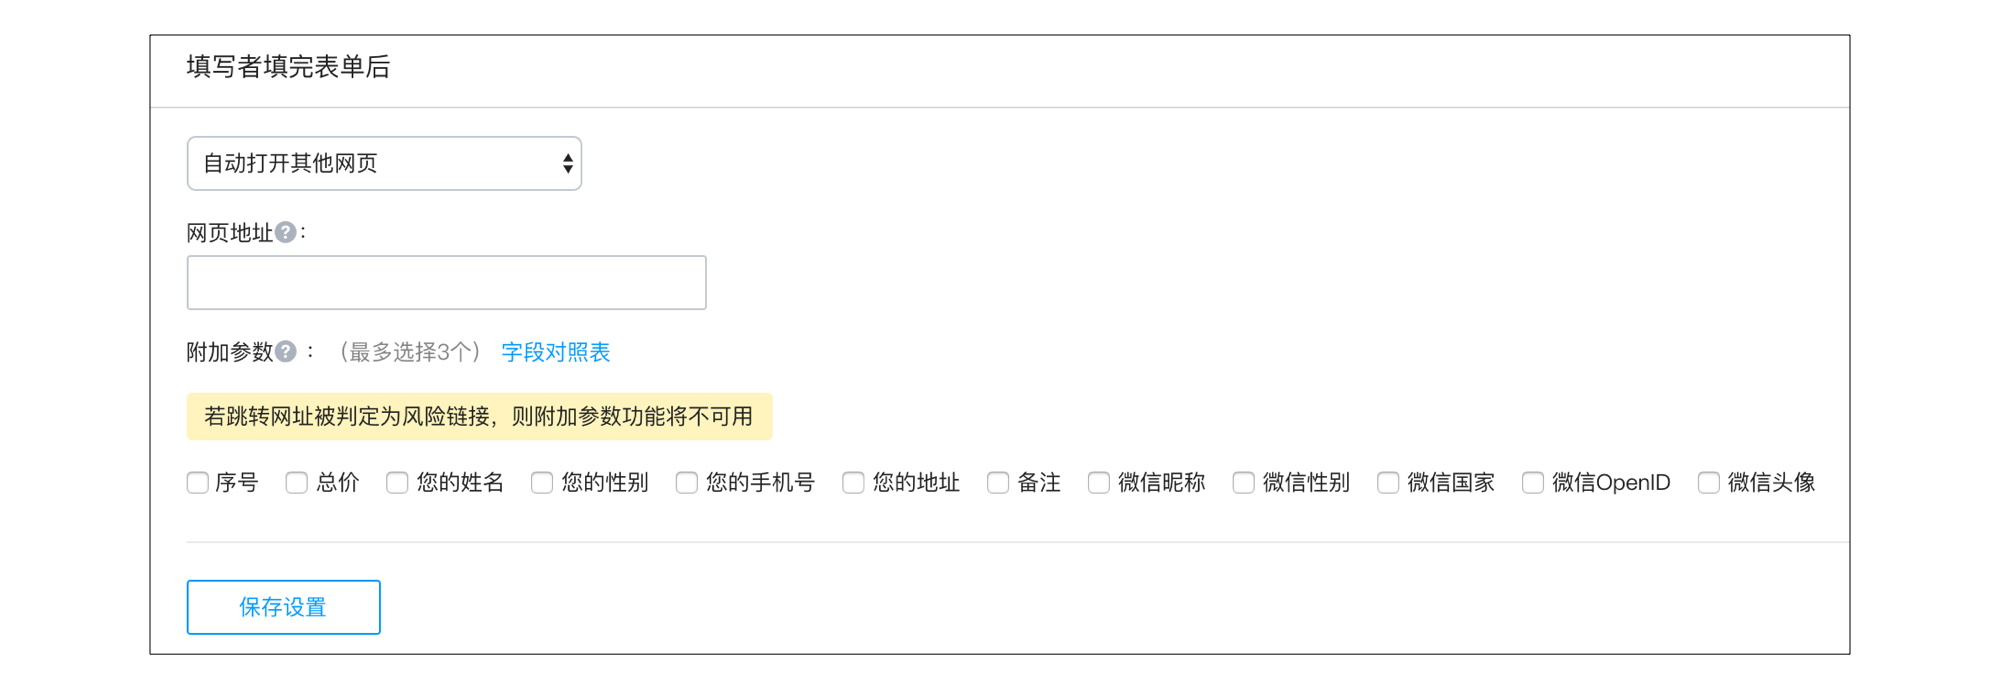 填写者填完表单后
自动打开其他网页
网页地址?:
附加参数?： （最多选择3个） 字段对照表
若跳转网址被判定为风险链接，则附加参数功能将不可用
序号 总价 您的姓名 您的性别 您的手机号 您的地址 备注 微信昵称 微信性别 微信国家 微信OpenID 微信头像
保存设置